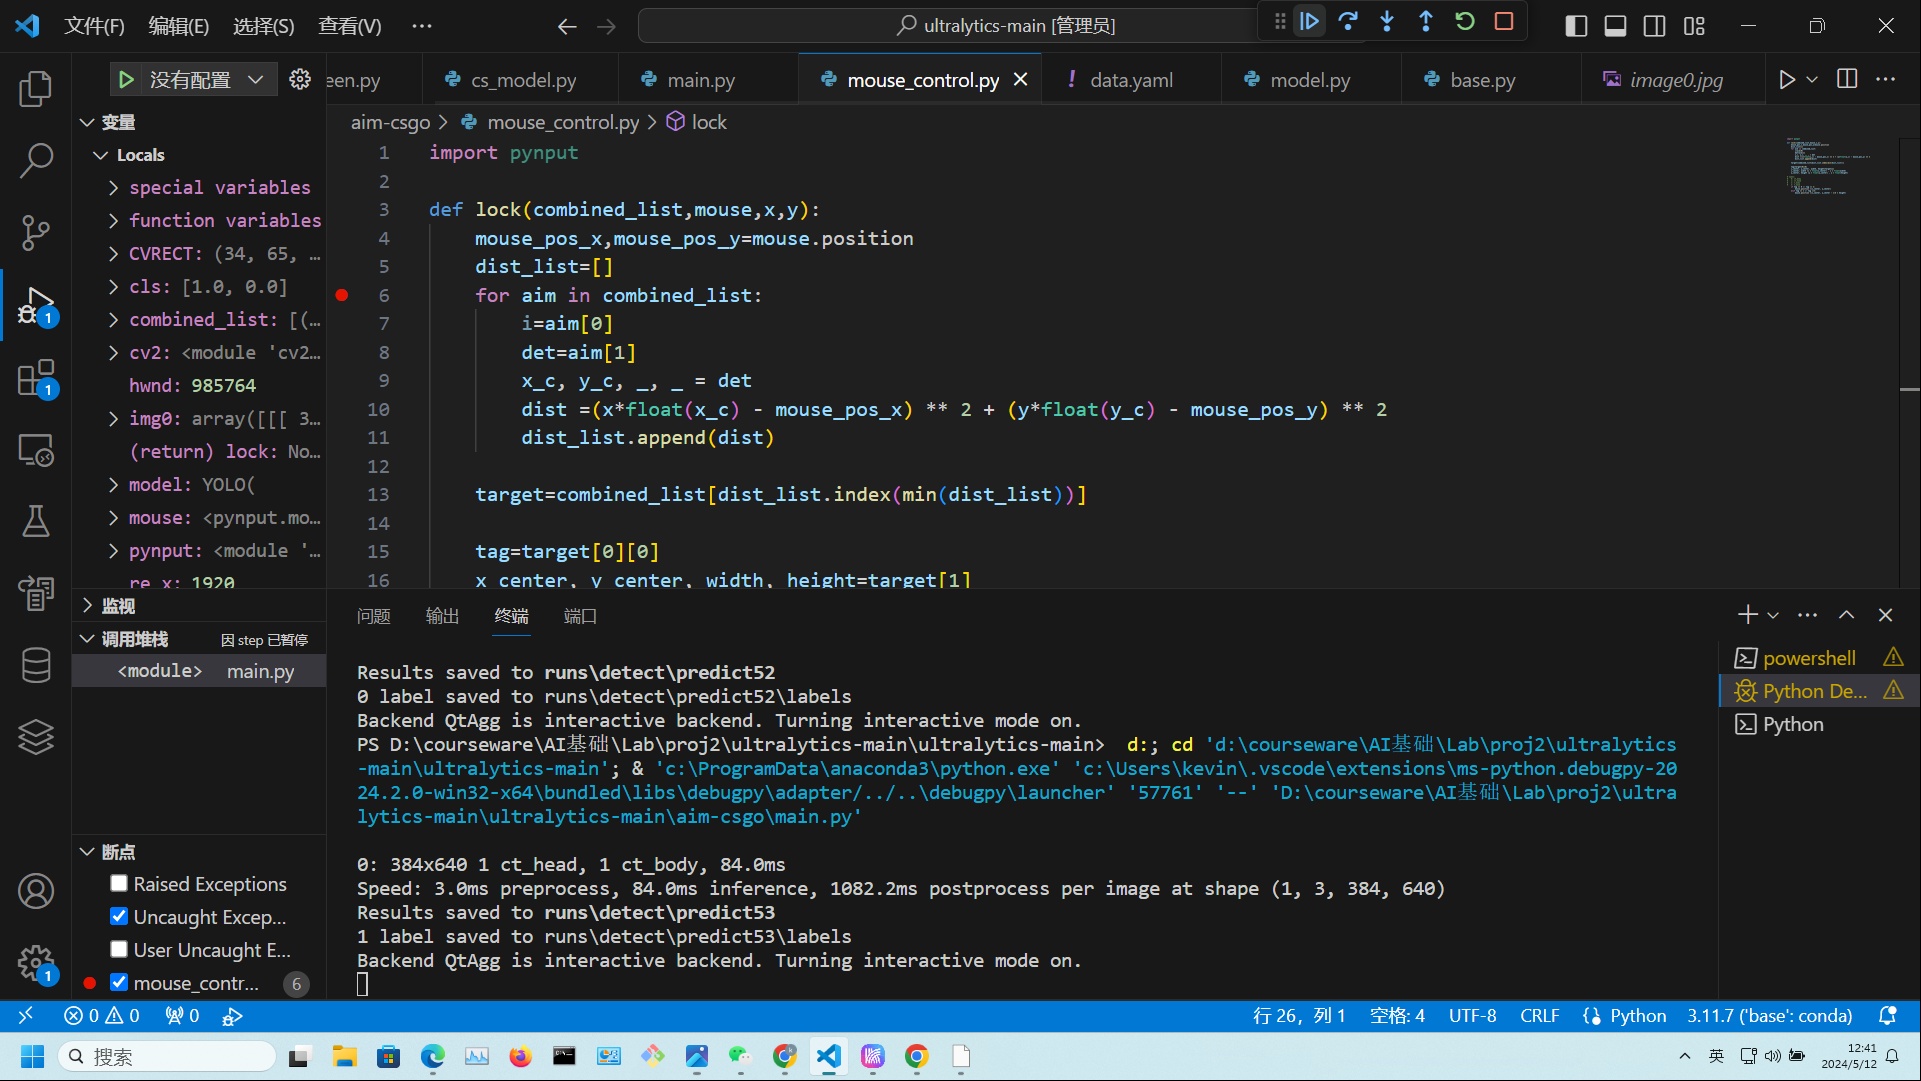 文件(F) 编辑(E) 选择(S) 查看(V) ··· ultralytics-main [管理员]
没有配置 een.py cs_model.py main.py mouse_control.py ! data.yaml model.py base.py image0.jpg
aim-csgo > mouse_control.py > lock
变量
Locals
special variables
function variables
CVRECT: (34, 65, …
cls: [1.0, 0.0]
combined_list: [(…
cv2: <module 'cv2…
hwnd: 985764
img0: array([[[ 3…
(return) lock: No…
model: YOLO(
mouse: <pynput.mo…
pynput: <module '…
re_x: 1920
1 import pynput
2
3 def lock(combined_list,mouse,x,y):
4 mouse_pos_x,mouse_pos_y=mouse.position
5 dist_list=[]
6 for aim in combined_list:
7 i=aim[0]
8 det=aim[1]
9 x_c, y_c, _, _ = det
10 dist =(x*float(x_c) - mouse_pos_x) ** 2 + (y*float(y_c) - mouse_pos_y) ** 2
11 dist_list.append(dist)
12
13 target=combined_list[dist_list.index(min(dist_list))]
14
15 tag=target[0][0]
16 x_center, y_center, width, height=target[1]
监视
调用堆栈 因 step 已暂停
<module> main.py
断点
Raised Exceptions
Uncaught Excep…
User Uncaught E…
mouse_contr… 6
1
1
1
问题 输出 终端 端口
Results saved to runs\detect\predict52
0 label saved to runs\detect\predict52\labels
Backend QtAgg is interactive backend. Turning interactive mode on.
PS D:\courseware\AI基础\Lab\proj2\ultralytics-main\ultralytics-main> d:; cd 'd:\courseware\AI基础\Lab\proj2\ultralytics
-main\ultralytics-main'; & 'c:\ProgramData\anaconda3\python.exe' 'c:\Users\kevin\.vscode\extensions\ms-python.debugpy-20
24.2.0-win32-x64\bundled\libs\debugpy\adapter/../..\debugpy\launcher' '57761' '--' 'D:\courseware\AI基础\Lab\proj2\ultra
lytics-main\ultralytics-main\aim-csgo\main.py'
0: 384x640 1 ct_head, 1 ct_body, 84.0ms
Speed: 3.0ms preprocess, 84.0ms inference, 1082.2ms postprocess per image at shape (1, 3, 384, 640)
Results saved to runs\detect\predict53
1 label saved to runs\detect\predict53\labels
Backend QtAgg is interactive backend. Turning interactive mode on.
powershell
Python De…
Python
0 0 0 行 26，列 1 空格: 4 UTF-8 CRLF Python 3.11.7 ('base': conda)
搜索 英 12:41
2024/5/12